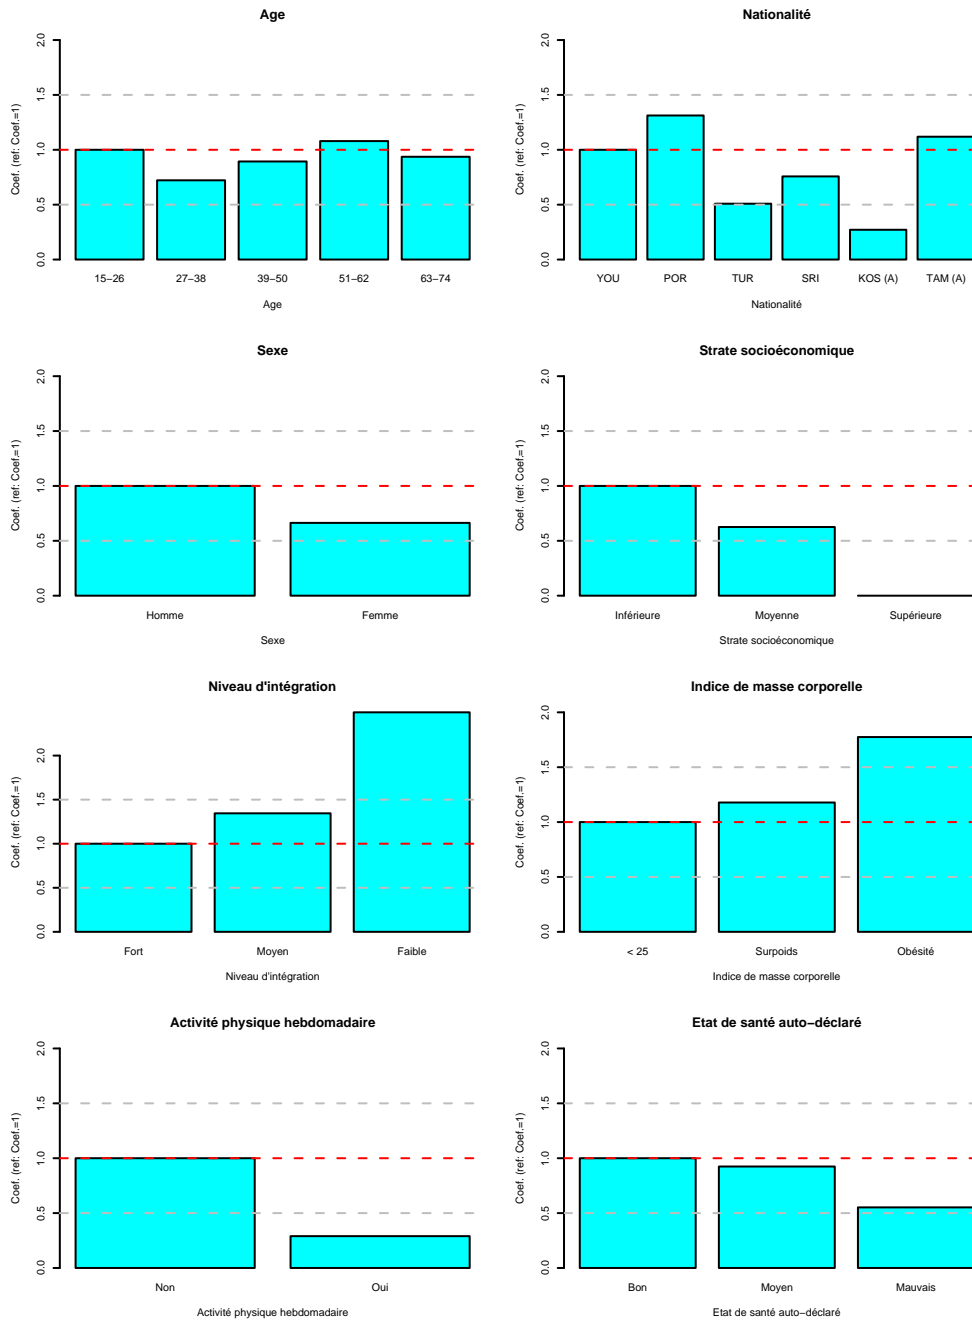 Age
Coef. (ref: Coef.=1)
0.0 0.5 1.0 1.5 2.0
15−26 27−38 39−50 51−62 63−74
Age
Nationalité
Coef. (ref: Coef.=1)
0.0 0.5 1.0 1.5 2.0
YOU POR TUR SRI KOS (A) TAM (A)
Nationalité
Sexe
Coef. (ref: Coef.=1)
0.0 0.5 1.0 1.5 2.0
Homme Femme
Sexe
Strate socioéconomique
Coef. (ref: Coef.=1)
0.0 0.5 1.0 1.5 2.0
Inférieure Moyenne Supérieure
Strate socioéconomique
Niveau d'intégration
Coef. (ref: Coef.=1)
0.0 0.5 1.0 1.5 2.0
Fort Moyen Faible
Niveau d'intégration
Indice de masse corporelle
Coef. (ref: Coef.=1)
0.0 0.5 1.0 1.5 2.0
< 25 Surpoids Obésité
Indice de masse corporelle
Activité physique hebdomadaire
Coef. (ref: Coef.=1)
0.0 0.5 1.0 1.5 2.0
Non Oui
Activité physique hebdomadaire
Etat de santé auto−déclaré
Coef. (ref: Coef.=1)
0.0 0.5 1.0 1.5 2.0
Bon Moyen Mauvais
Etat de santé auto−déclaré